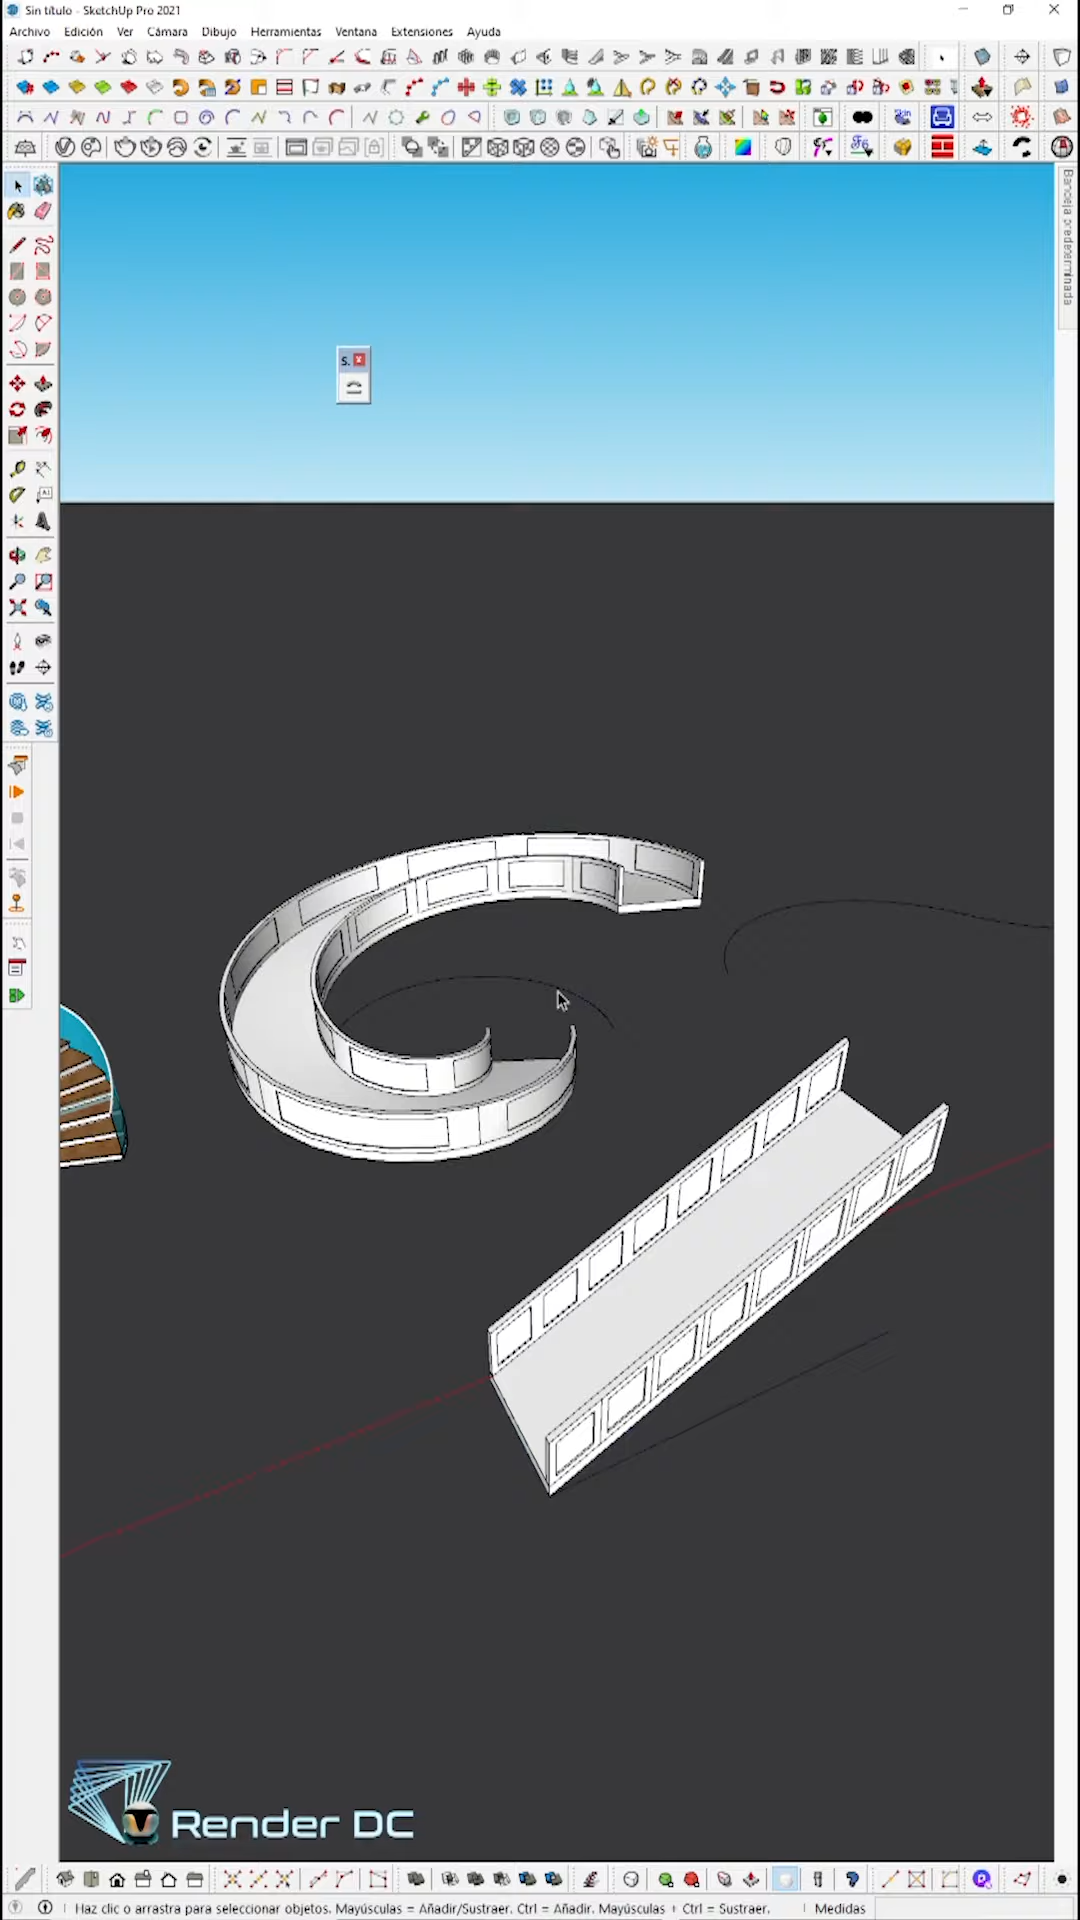 Sin título - SketchUp Pro 2021
Archivo Edición Ver Cámara Dibujo Herramientas Ventana Extensiones Ayuda
Bandeja predeterminada
S.
Render DC
Haz clic o arrastra para seleccionar objetos. Mayúsculas = Añadir/Sustraer. Ctrl = Añadir. Mayúsculas + Ctrl = Sustraer.
Medidas